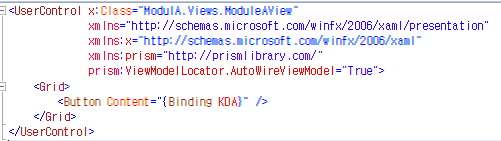 <UserControl x:Class="ModulA.Views.ModuleAView"
xmlns="http://schemas.microsoft.com/winfx/2006/xaml/presentation"
xmlns:x="http://schemas.microsoft.com/winfx/2006/xaml"
xmlns:prism="http://prismlibrary.com/"
prism:ViewModelLocator.AutoWireViewModel="True">
<Grid>
<Button Content="{Binding KDA}" />
</Grid>
</UserControl>